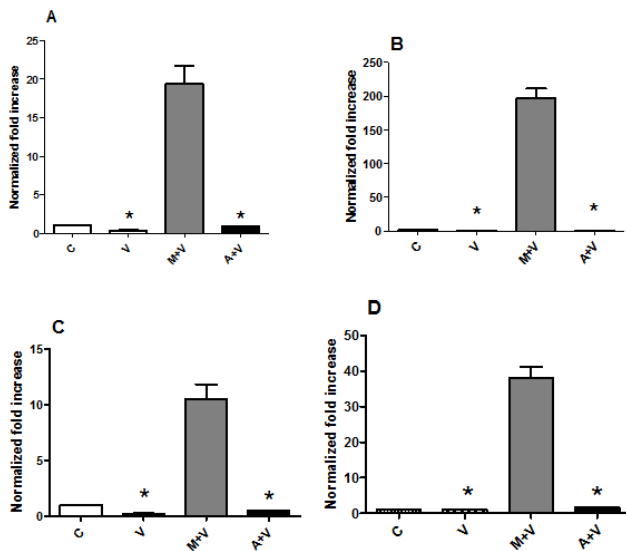 A
Normalized fold increase
25
20
15
10
5
0
*
*
C
V
M+V
A+V
B
Normalized fold increase
250
200
150
100
50
0
*
*
C
V
M+V
A+V
C
Normalized fold increase
15
10
5
0
*
*
C
V
M+V
A+V
D
Normalized fold increase
50
40
30
20
10
0
*
*
C
V
M+V
A+V